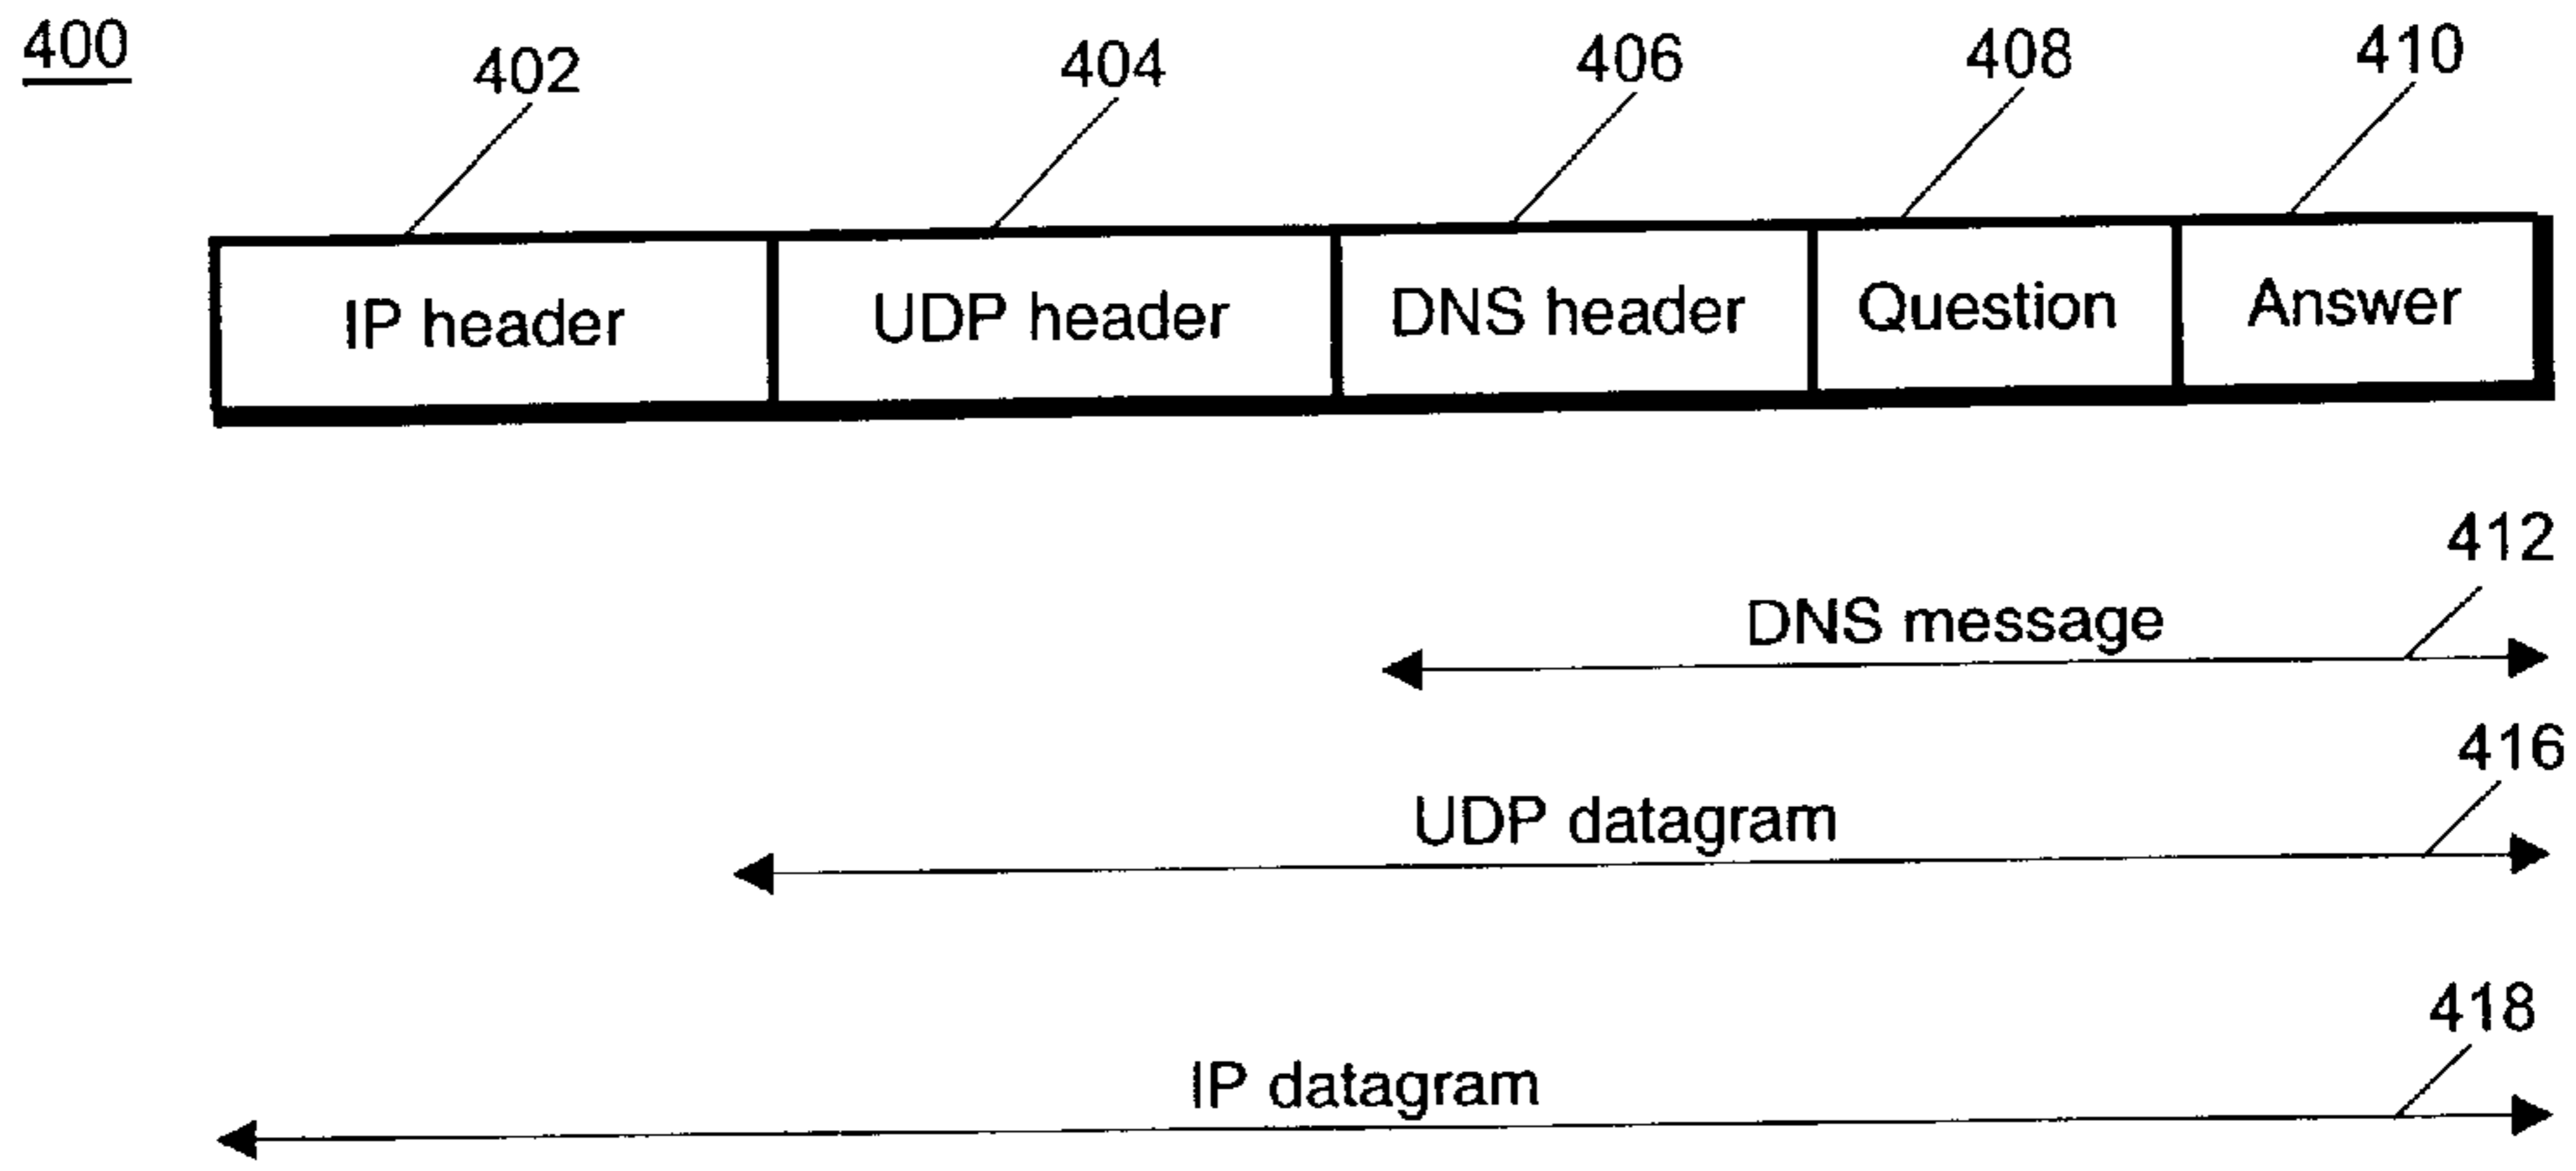 400
402 404 406 408 410
IP header UDP header DNS header Question Answer
412
DNS message
416
UDP datagram
418
IP datagram